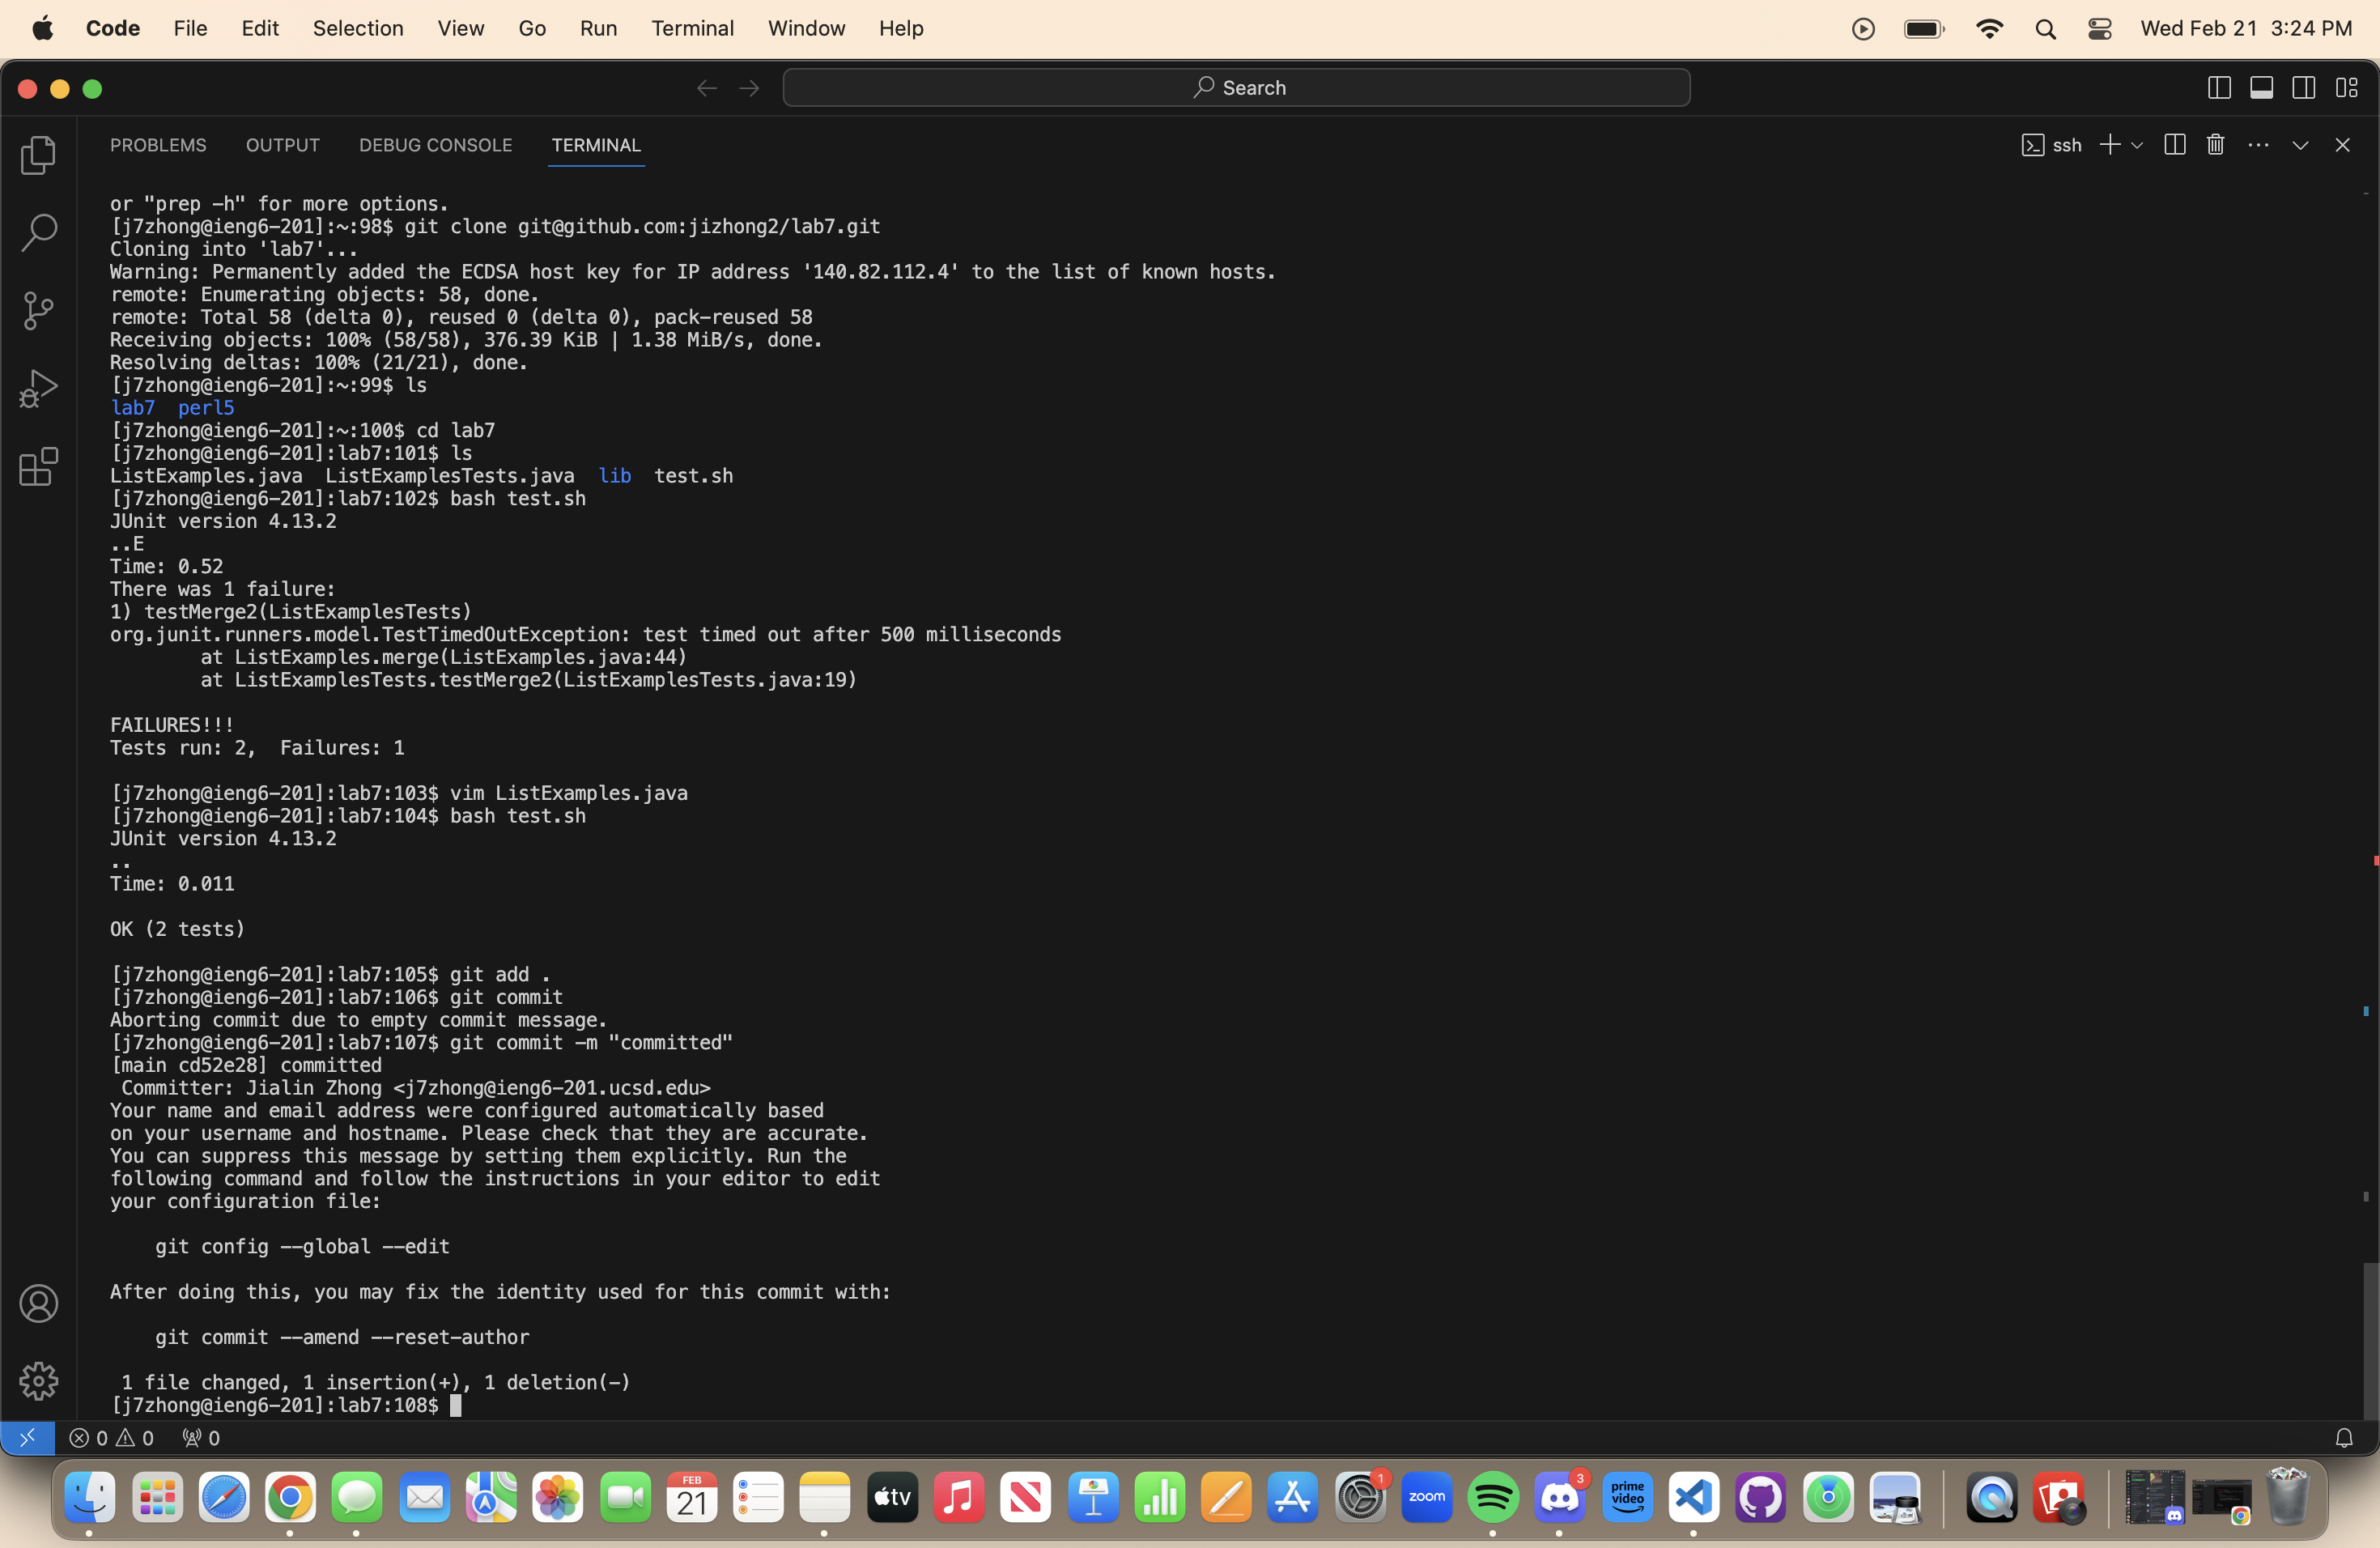 Code File Edit Selection View Go Run Terminal Window Help Wed Feb 21 3:24 PM
Search
PROBLEMS OUTPUT DEBUG CONSOLE TERMINAL ssh
or "prep -h" for more options.
[j7zhong@ieng6-201]:~:98$ git clone git@github.com:jizhong2/lab7.git
Cloning into 'lab7'...
Warning: Permanently added the ECDSA host key for IP address '140.82.112.4' to the list of known hosts.
remote: Enumerating objects: 58, done.
remote: Total 58 (delta 0), reused 0 (delta 0), pack-reused 58
Receiving objects: 100% (58/58), 376.39 KiB | 1.38 MiB/s, done.
Resolving deltas: 100% (21/21), done.
[j7zhong@ieng6-201]:~:99$ ls
lab7  perl5
[j7zhong@ieng6-201]:~:100$ cd lab7
[j7zhong@ieng6-201]:lab7:101$ ls
ListExamples.java  ListExamplesTests.java  lib  test.sh
[j7zhong@ieng6-201]:lab7:102$ bash test.sh
JUnit version 4.13.2
..E
Time: 0.52
There was 1 failure:
1) testMerge2(ListExamplesTests)
org.junit.runners.model.TestTimedOutException: test timed out after 500 milliseconds
        at ListExamples.merge(ListExamples.java:44)
        at ListExamplesTests.testMerge2(ListExamplesTests.java:19)
FAILURES!!!
Tests run: 2,  Failures: 1
[j7zhong@ieng6-201]:lab7:103$ vim ListExamples.java
[j7zhong@ieng6-201]:lab7:104$ bash test.sh
JUnit version 4.13.2
..
Time: 0.011
OK (2 tests)
[j7zhong@ieng6-201]:lab7:105$ git add .
[j7zhong@ieng6-201]:lab7:106$ git commit
Aborting commit due to empty commit message.
[j7zhong@ieng6-201]:lab7:107$ git commit -m "committed"
[main cd52e28] committed
 Committer: Jialin Zhong <j7zhong@ieng6-201.ucsd.edu>
Your name and email address were configured automatically based
on your username and hostname. Please check that they are accurate.
You can suppress this message by setting them explicitly. Run the
following command and follow the instructions in your editor to edit
your configuration file:
    git config --global --edit
After doing this, you may fix the identity used for this commit with:
    git commit --amend --reset-author
 1 file changed, 1 insertion(+), 1 deletion(-)
[j7zhong@ieng6-201]:lab7:108$
0 0 0
FEB
21
tv
1
zoom
3
prime
video